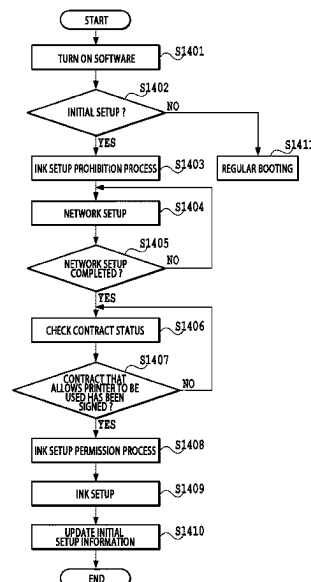 START
TURN ON SOFTWARE
S1401
S1402
INITIAL SETUP ?
NO
YES
INK SETUP PROHIBITION PROCESS
S1403
REGULAR BOOTING
S1411
NETWORK SETUP
S1404
S1405
NETWORK SETUP
COMPLETED ?
NO
YES
CHECK CONTRACT STATUS
S1406
S1407
CONTRACT THAT
ALLOWS PRINTER TO BE
USED HAS BEEN
SIGNED ?
NO
YES
INK SETUP PERMISSION PROCESS
S1408
INK SETUP
S1409
UPDATE INITIAL
SETUP INFORMATION
S1410
END